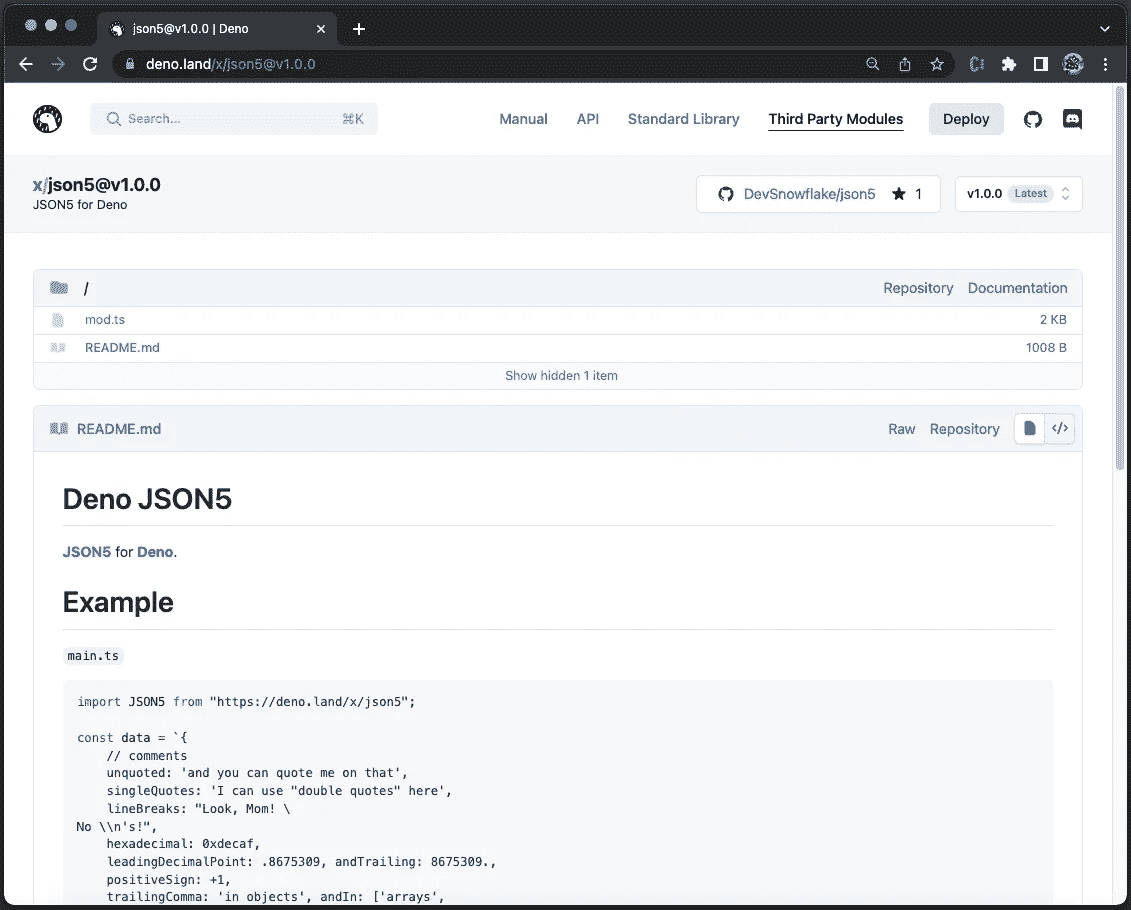 json5@v1.0.0 | Deno
deno.land/x/json5@v1.0.0
Search... ⌘K Manual API Standard Library Third Party Modules Deploy
x/json5@v1.0.0
JSON5 for Deno
DevSnowflake/json5 ★ 1 v1.0.0 Latest
/ Repository Documentation
mod.ts 2 KB
README.md 1008 B
Show hidden 1 item
README.md Raw Repository </>
Deno JSON5
JSON5 for Deno.
Example
main.ts
import JSON5 from "https://deno.land/x/json5";
const data = `{
// comments
unquoted: 'and you can quote me on that',
singleQuotes: 'I can use "double quotes" here',
lineBreaks: "Look, Mom! \
No \\n's!",
hexadecimal: 0xdecaf,
leadingDecimalPoint: .8675309, andTrailing: 8675309.,
positiveSign: +1,
trailingComma: 'in objects', andIn: ['arrays',